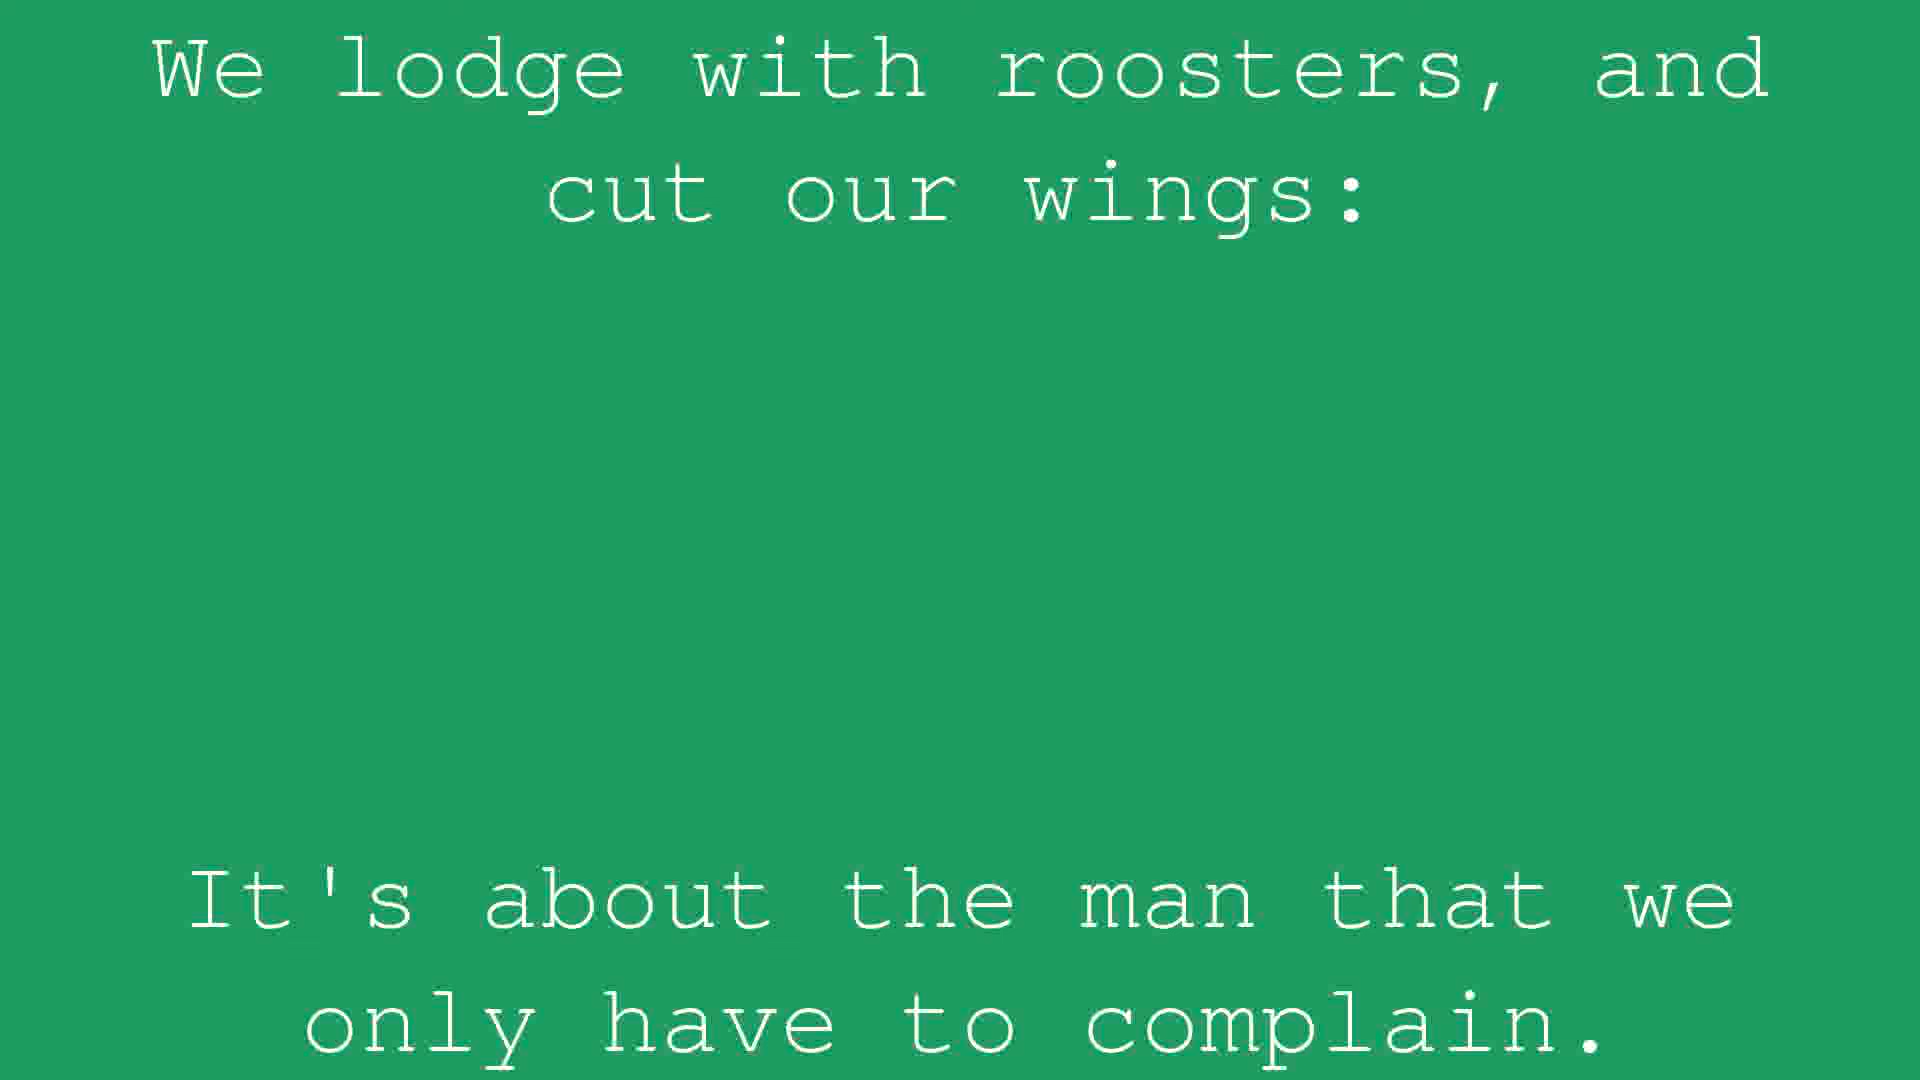 We lodge with roosters, and
cut our wings:
It's about the man that we
only have to complain.